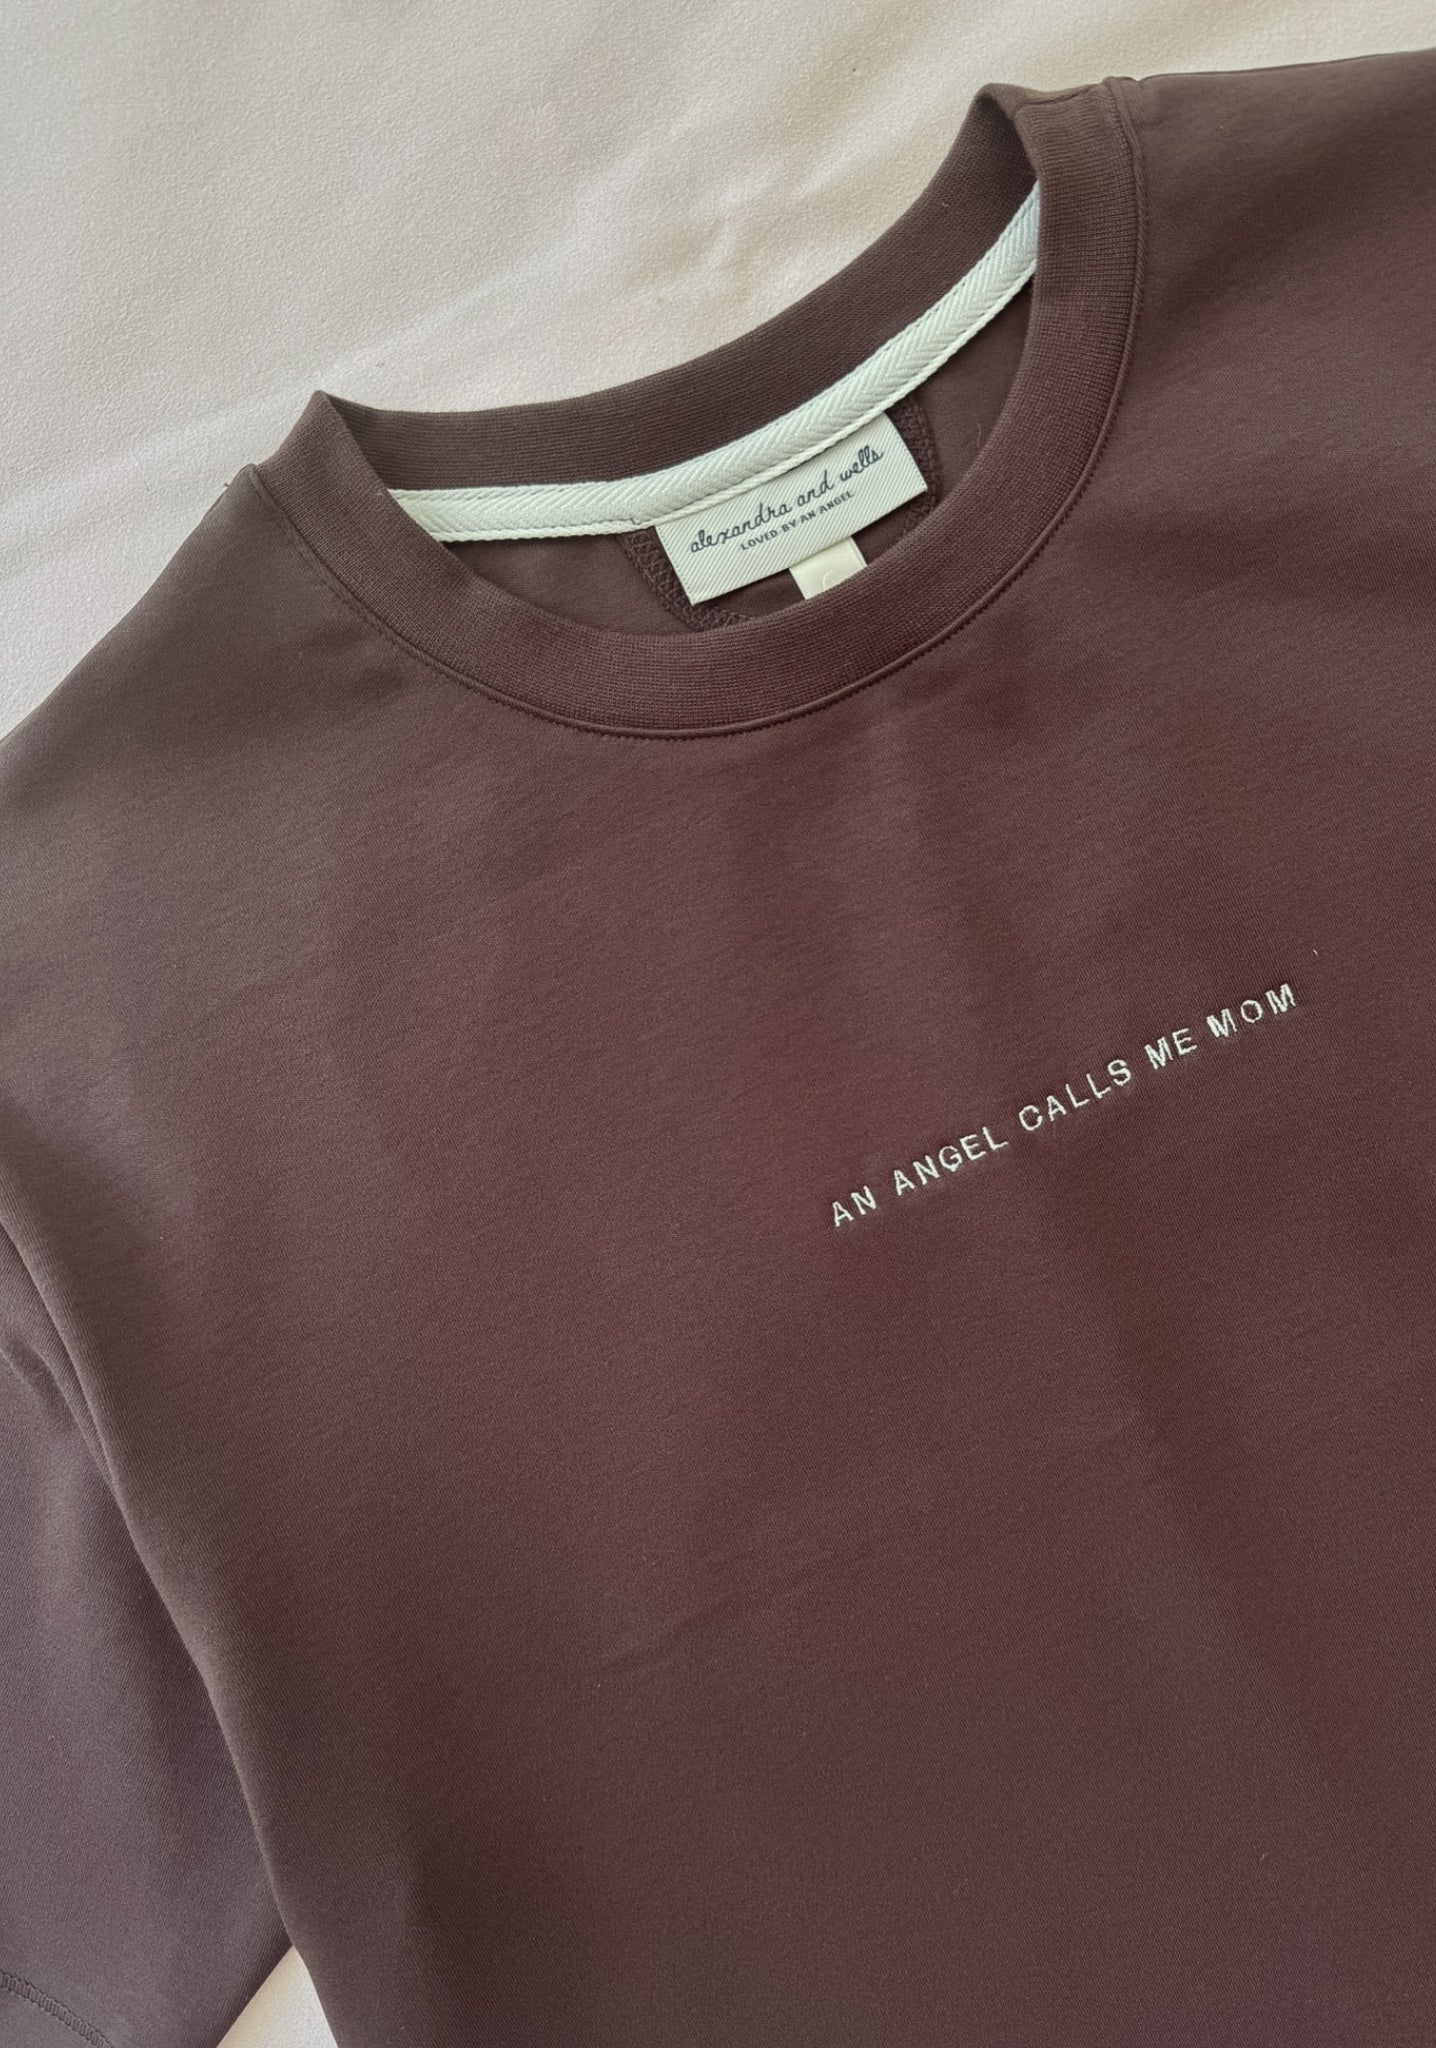 alexandra and wells
LOVED BY AN ANGEL
AN ANGEL CALLS ME MOM